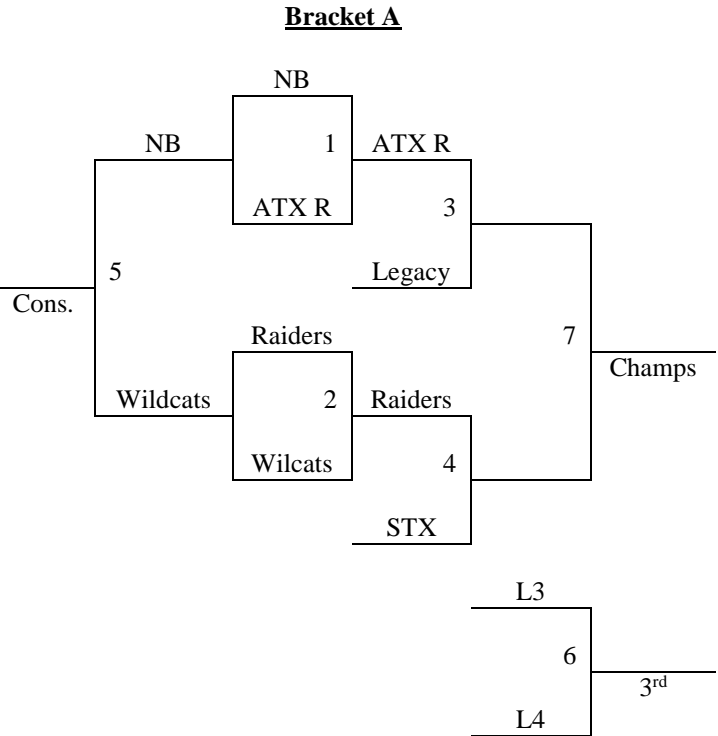 Bracket A
NB
NB
1
ATX R
ATX R
3
5
Legacy
Cons.
Raiders
7
Champs
Wildcats
2
Raiders
Wilcats
4
STX
L3
6
3rd
L4